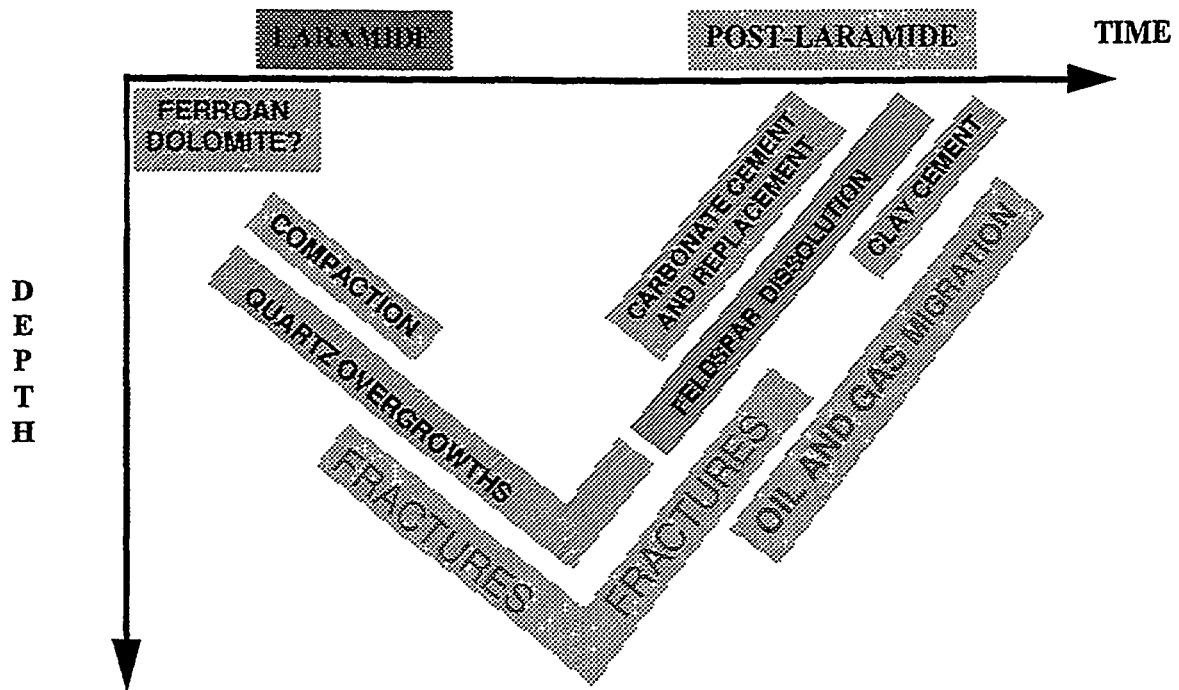 LARAMIDE
POST-LARAMIDE
TIME
FERROAN
DOLOMITE?
DEPTH
COMPACTION
QUARTZ OVERGROWTHS
FRACTURES
CARBONATE CEMENT
AND REPLACEMENT
FELDSPAR DISSOLUTION
CLAY CEMENT
FRACTURES
OIL AND GAS MIGRATION